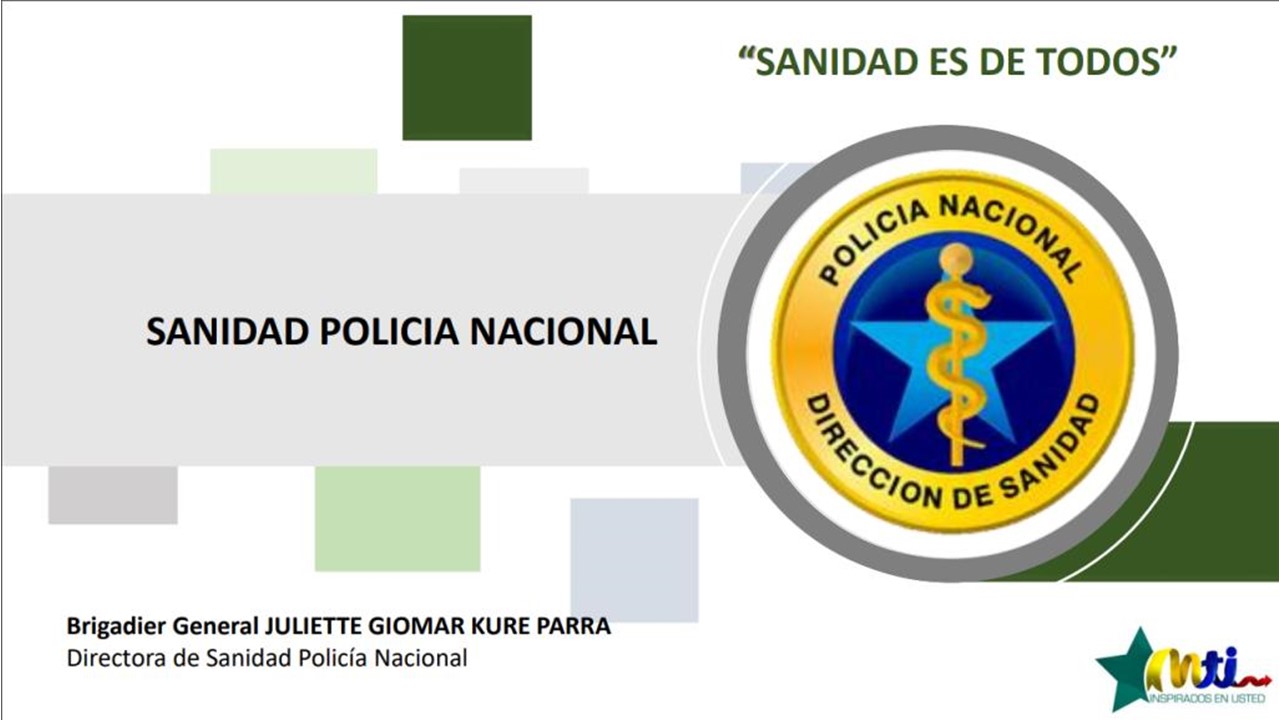 “SANIDAD ES DE TODOS”
POLICIA NACIONAL
DIRECCION DE SANIDAD
SANIDAD POLICIA NACIONAL
Brigadier General JULIETTE GIOMAR KURE PARRA
Directora de Sanidad Policía Nacional
mti
INSPIRADOS EN USTED